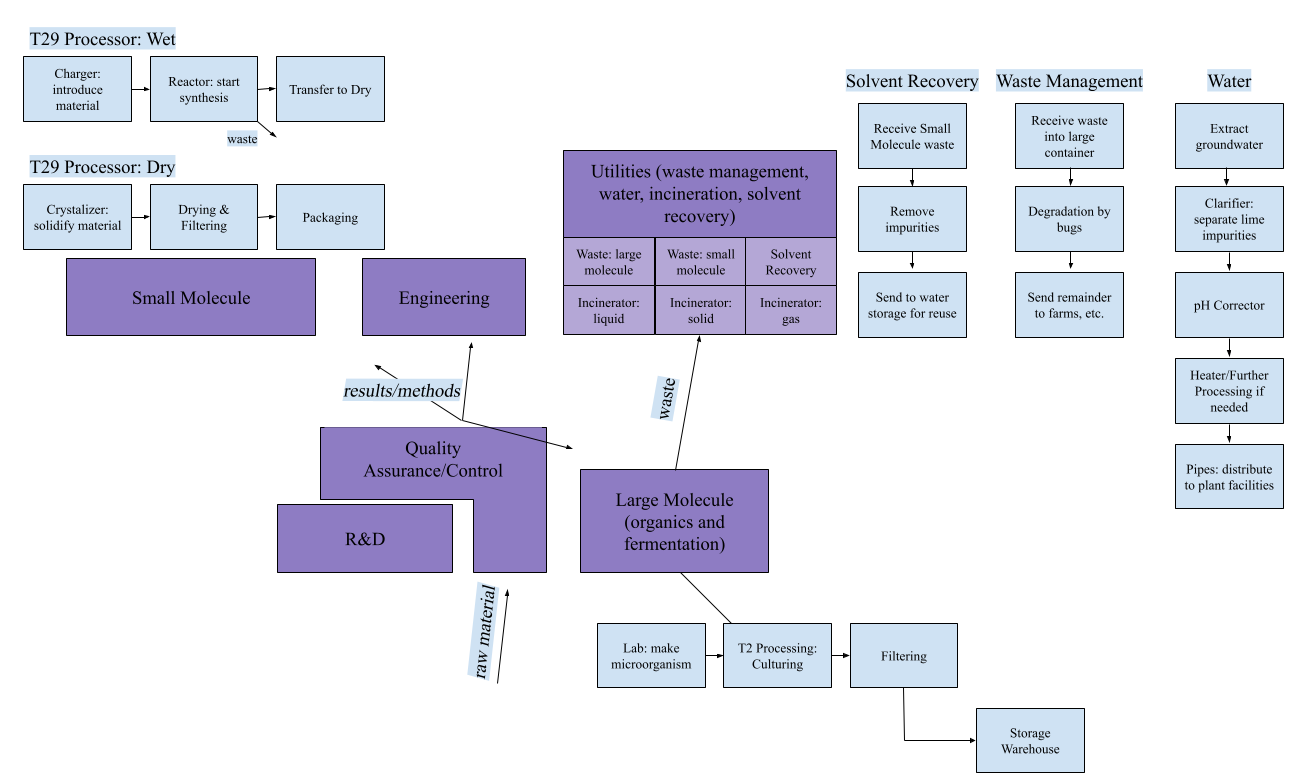 T29 Processor: Wet
Charger:
introduce
material
Reactor: start
synthesis
Transfer to Dry
waste
T29 Processor: Dry
Crystalizer:
solidify material
Drying &
Filtering
Packaging
Small Molecule
Engineering
Utilities (waste management,
water, incineration, solvent
recovery)
Waste: large
molecule
Waste: small
molecule
Solvent
Recovery
Incinerator:
liquid
Incinerator:
solid
Incinerator:
gas
Solvent Recovery
Receive Small
Molecule waste
Remove
impurities
Send to water
storage for reuse
Waste Management
Receive waste
into large
container
Degradation by
bugs
Send remainder
to farms, etc.
Water
Extract
groundwater
Clarifier:
separate lime
impurities
pH Corrector
Heater/Further
Processing if
needed
Pipes: distribute
to plant facilities
results/methods
waste
Quality
Assurance/Control
R&D
raw material
Large Molecule
(organics and
fermentation)
Lab: make
microorganism
T2 Processing:
Culturing
Filtering
Storage
Warehouse